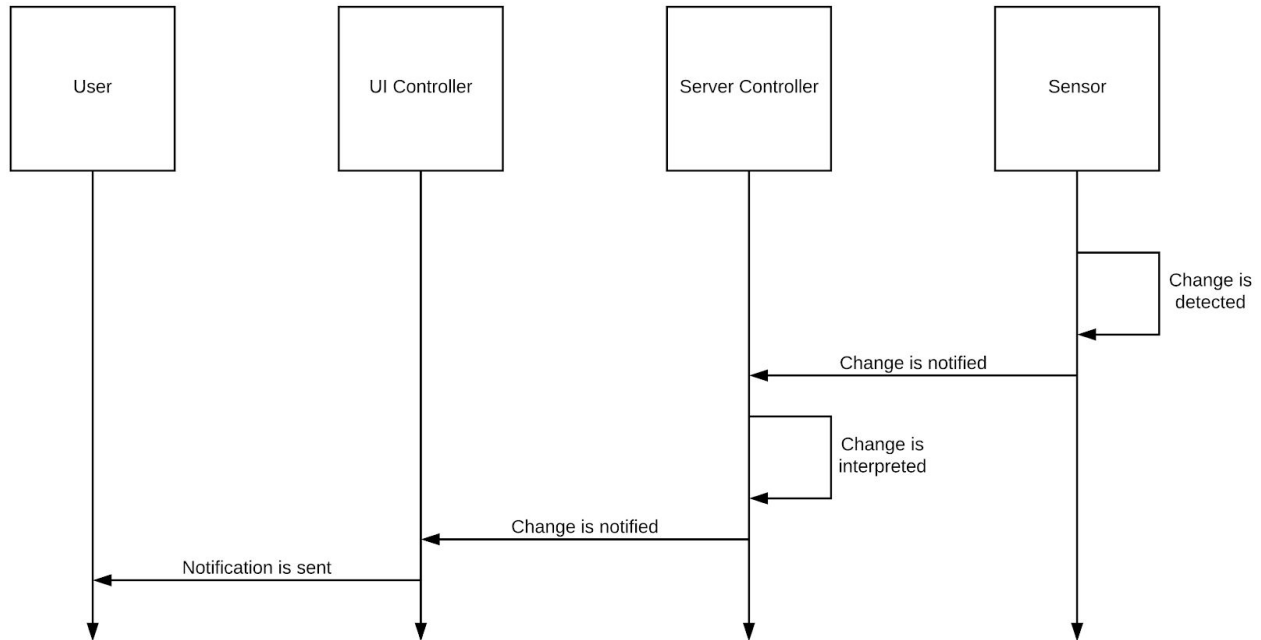 User
UI Controller
Server Controller
Sensor
Change is
detected
Change is notified
Change is
interpreted
Change is notified
Notification is sent